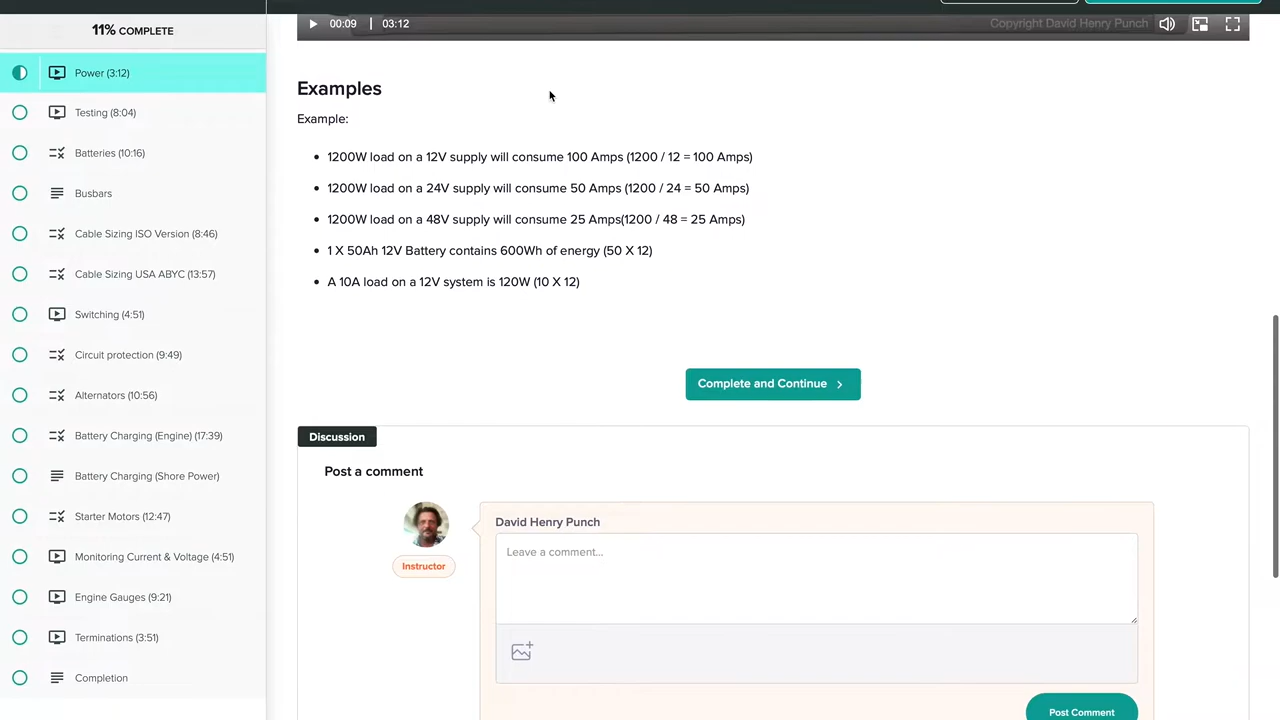 11% COMPLETE
Power (3:12)
Testing (8:04)
Batteries (10:16)
Busbars
Cable Sizing ISO Version (8:46)
Cable Sizing USA ABYC (13:57)
Switching (4:51)
Circuit protection (9:49)
Alternators (10:56)
Battery Charging (Engine) (17:39)
Battery Charging (Shore Power)
Starter Motors (12:47)
Monitoring Current & Voltage (4:51)
Engine Gauges (9:21)
Terminations (3:51)
Completion
00:09 | 03:12
Copyright David Henry Punch
Examples
Example:
• 1200W load on a 12V supply will consume 100 Amps (1200 / 12 = 100 Amps)
• 1200W load on a 24V supply will consume 50 Amps (1200 / 24 = 50 Amps)
• 1200W load on a 48V supply will consume 25 Amps(1200 / 48 = 25 Amps)
• 1 X 50Ah 12V Battery contains 600Wh of energy (50 X 12)
• A 10A load on a 12V system is 120W (10 X 12)
Complete and Continue
Discussion
Post a comment
David Henry Punch
Instructor
Leave a comment...
Post Comment